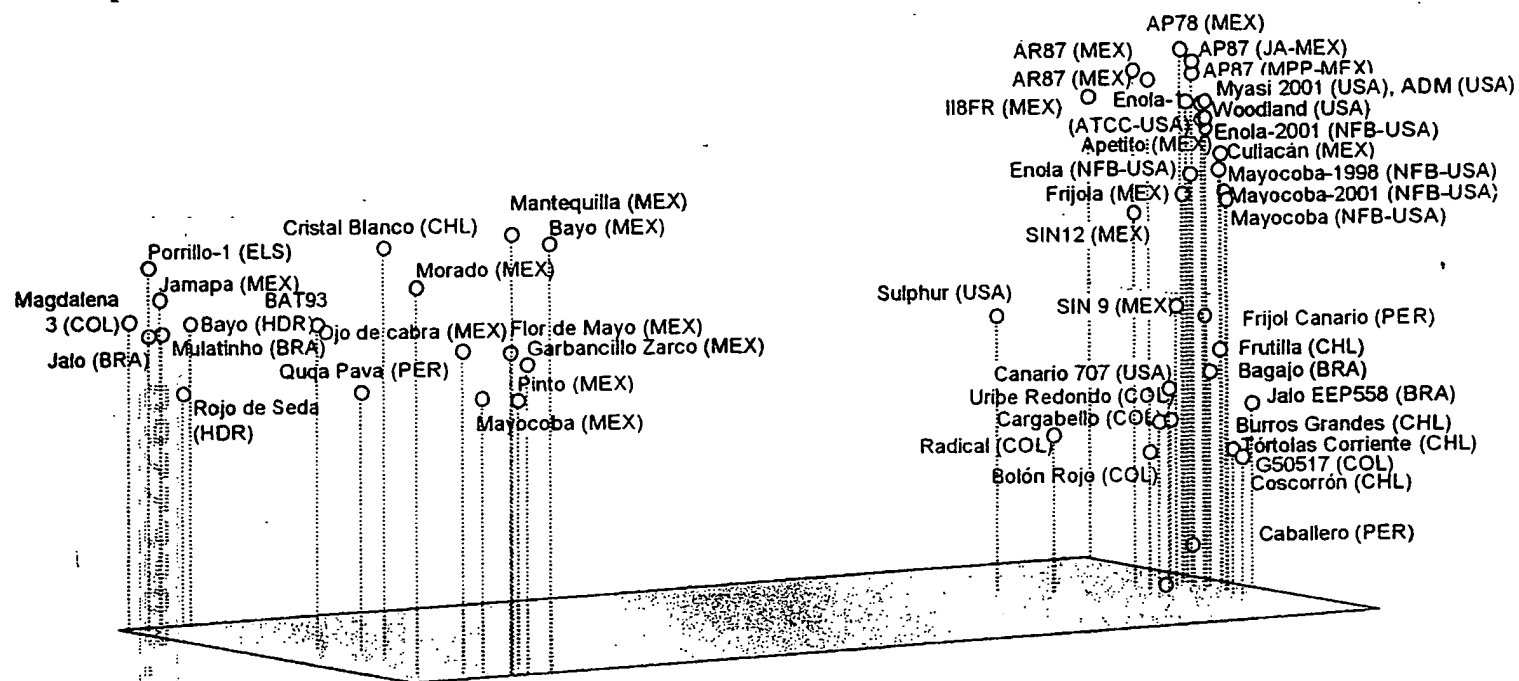 AP78 (MEX)
AR87 (MEX)
AP87 (JA-MEX)
AR87 (MEX)
AP87 (MPP-MEX)
II8FR (MEX)
Enola-1
Myasi 2001 (USA), ADM (USA)
Woodland (USA)
(ATCC-USA)
Enola-2001 (NFB-USA)
Apetito (MEX)
Culiacán (MEX)
Enola (NFB-USA)
Mayocoba-1998 (NFB-USA)
Frijola (MEX)
Mayocoba-2001 (NFB-USA)
Mayocoba (NFB-USA)
SIN12 (MEX)
Mantequilla (MEX)
Cristal Blanco (CHL)
Bayo (MEX)
Porrillo-1 (ELS)
Morado (MEX)
Jamapa (MEX)
BAT93
Magdalena
3 (COL)
Bayo (HDR)
Ojo de cabra (MEX)
Flor de Mayo (MEX)
Jalo (BRA)
Mulatinho (BRA)
Garbancillo Zarco (MEX)
Quqa Pava (PER)
Pinto (MEX)
Rojo de Seda
(HDR)
Mayocoba (MEX)
Sulphur (USA)
SIN 9 (MEX)
Frijol Canario (PER)
Frutilla (CHL)
Canario 707 (USA)
Bagajo (BRA)
Uribe Redondo (COL)
Jalo EEP558 (BRA)
Cargabello (COL)
Burros Grandes (CHL)
Radical (COL)
Tórtolas Corriente (CHL)
Bolón Rojo (COL)
G50517 (COL)
Coscorrón (CHL)
Caballero (PER)